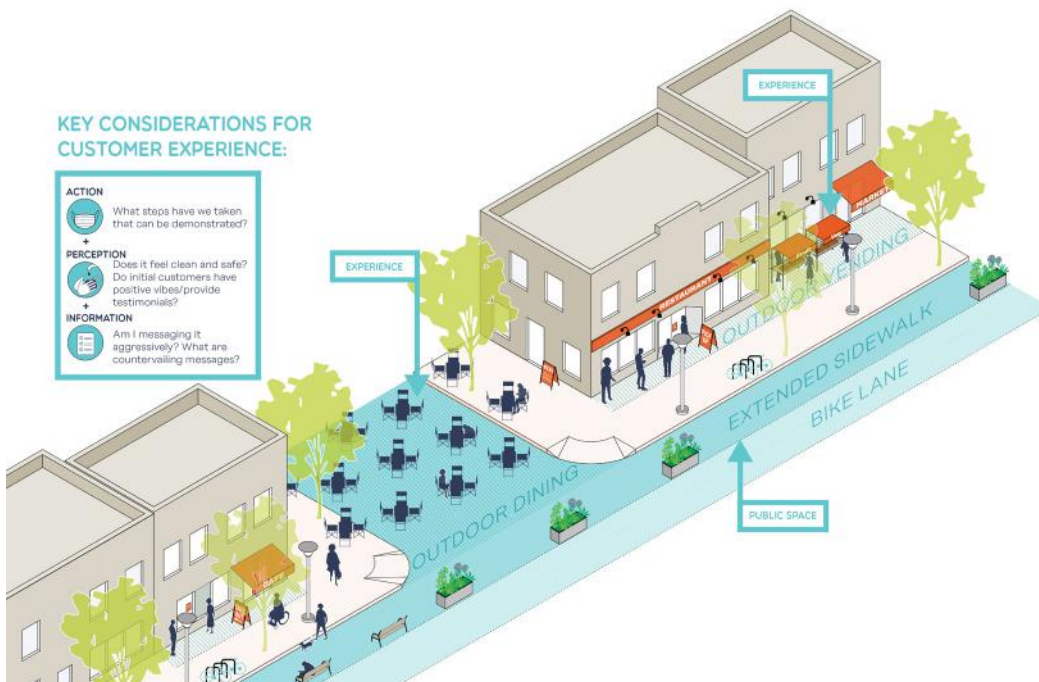 KEY CONSIDERATIONS FOR
CUSTOMER EXPERIENCE:
ACTION
What steps have we taken
that can be demonstrated?
+
PERCEPTION
Does it feel clean and safe?
Do initial customers have
positive vibes/provide
testimonials?
+
INFORMATION
Am I messaging it
aggressively? What are
countervailing messages?
EXPERIENCE
EXPERIENCE
MARKET
RESTAURANT
OUTDOOR VENDING
EXTENDED SIDEWALK
BIKE LANE
OUTDOOR DINING
PUBLIC SPACE